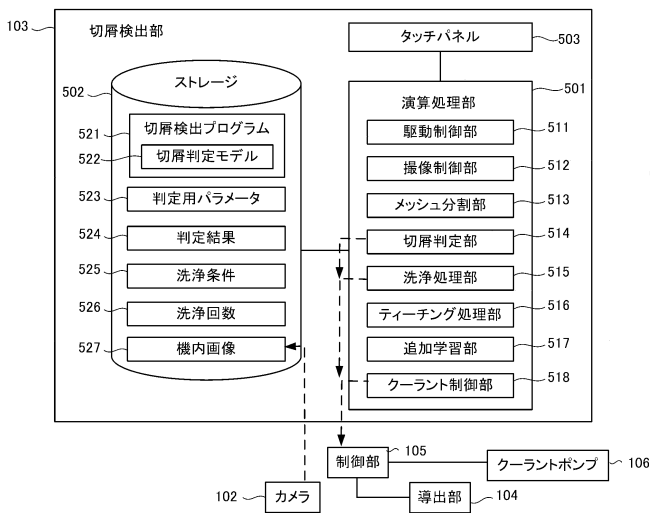 103
切屑検出部
タッチパネル
503
502
ストレージ
501
演算処理部
521
切屑検出プログラム
522
切屑判定モデル
523
判定用パラメータ
524
判定結果
525
洗浄条件
526
洗浄回数
527
機内画像
駆動制御部
511
撮像制御部
512
メッシュ分割部
513
切屑判定部
514
洗浄処理部
515
ティーチング処理部
516
追加学習部
517
クーラント制御部
518
制御部
105
クーラントポンプ
106
102
カメラ
導出部
104